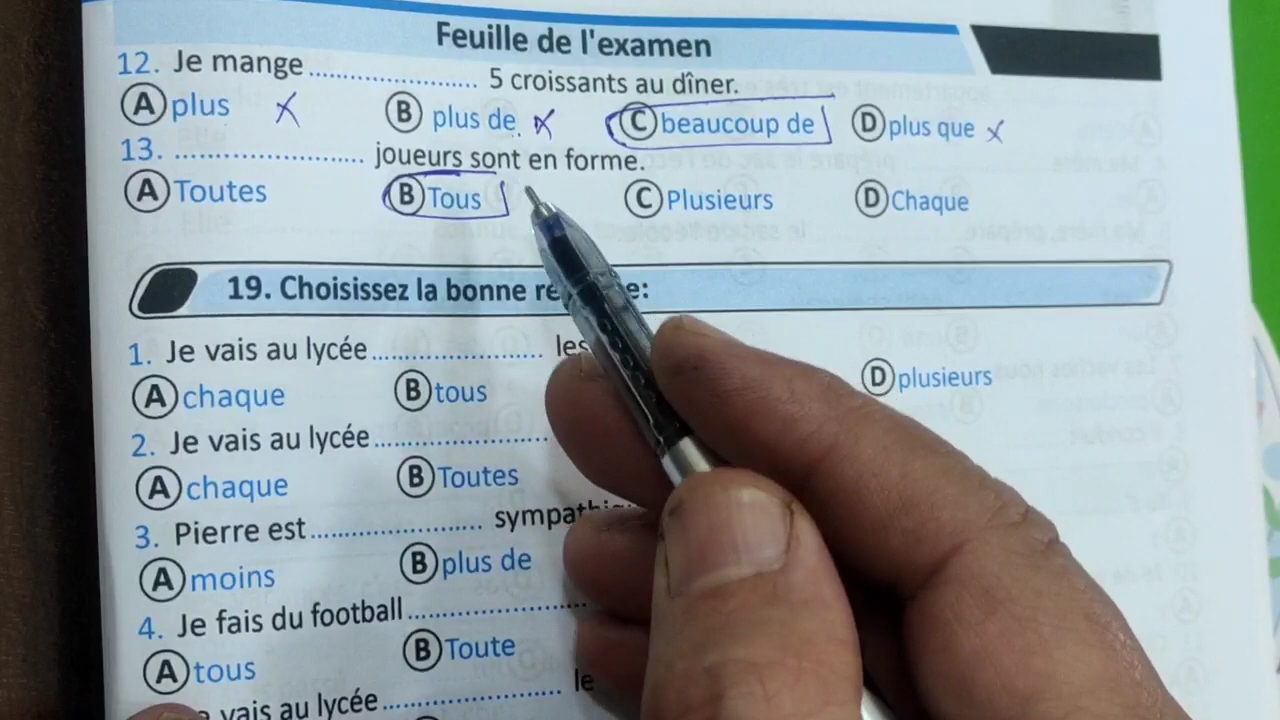 Feuille de l'examen
12. Je mange ...................... 5 croissants au dîner.
A plus B plus de C beaucoup de D plus que
13. ......................... joueurs sont en forme.
A Toutes B Tous C Plusieurs D Chaque
19. Choisissez la bonne
1. Je vais au lycée ...................... les
A chaque B tous D plusieurs
2. Je vais au lycée ......................
A chaque B Toutes
3. Pierre est ......................
A moins B plus de
4. Je fais du football ......................
A tous B Toute
vais au lycée ...................... le